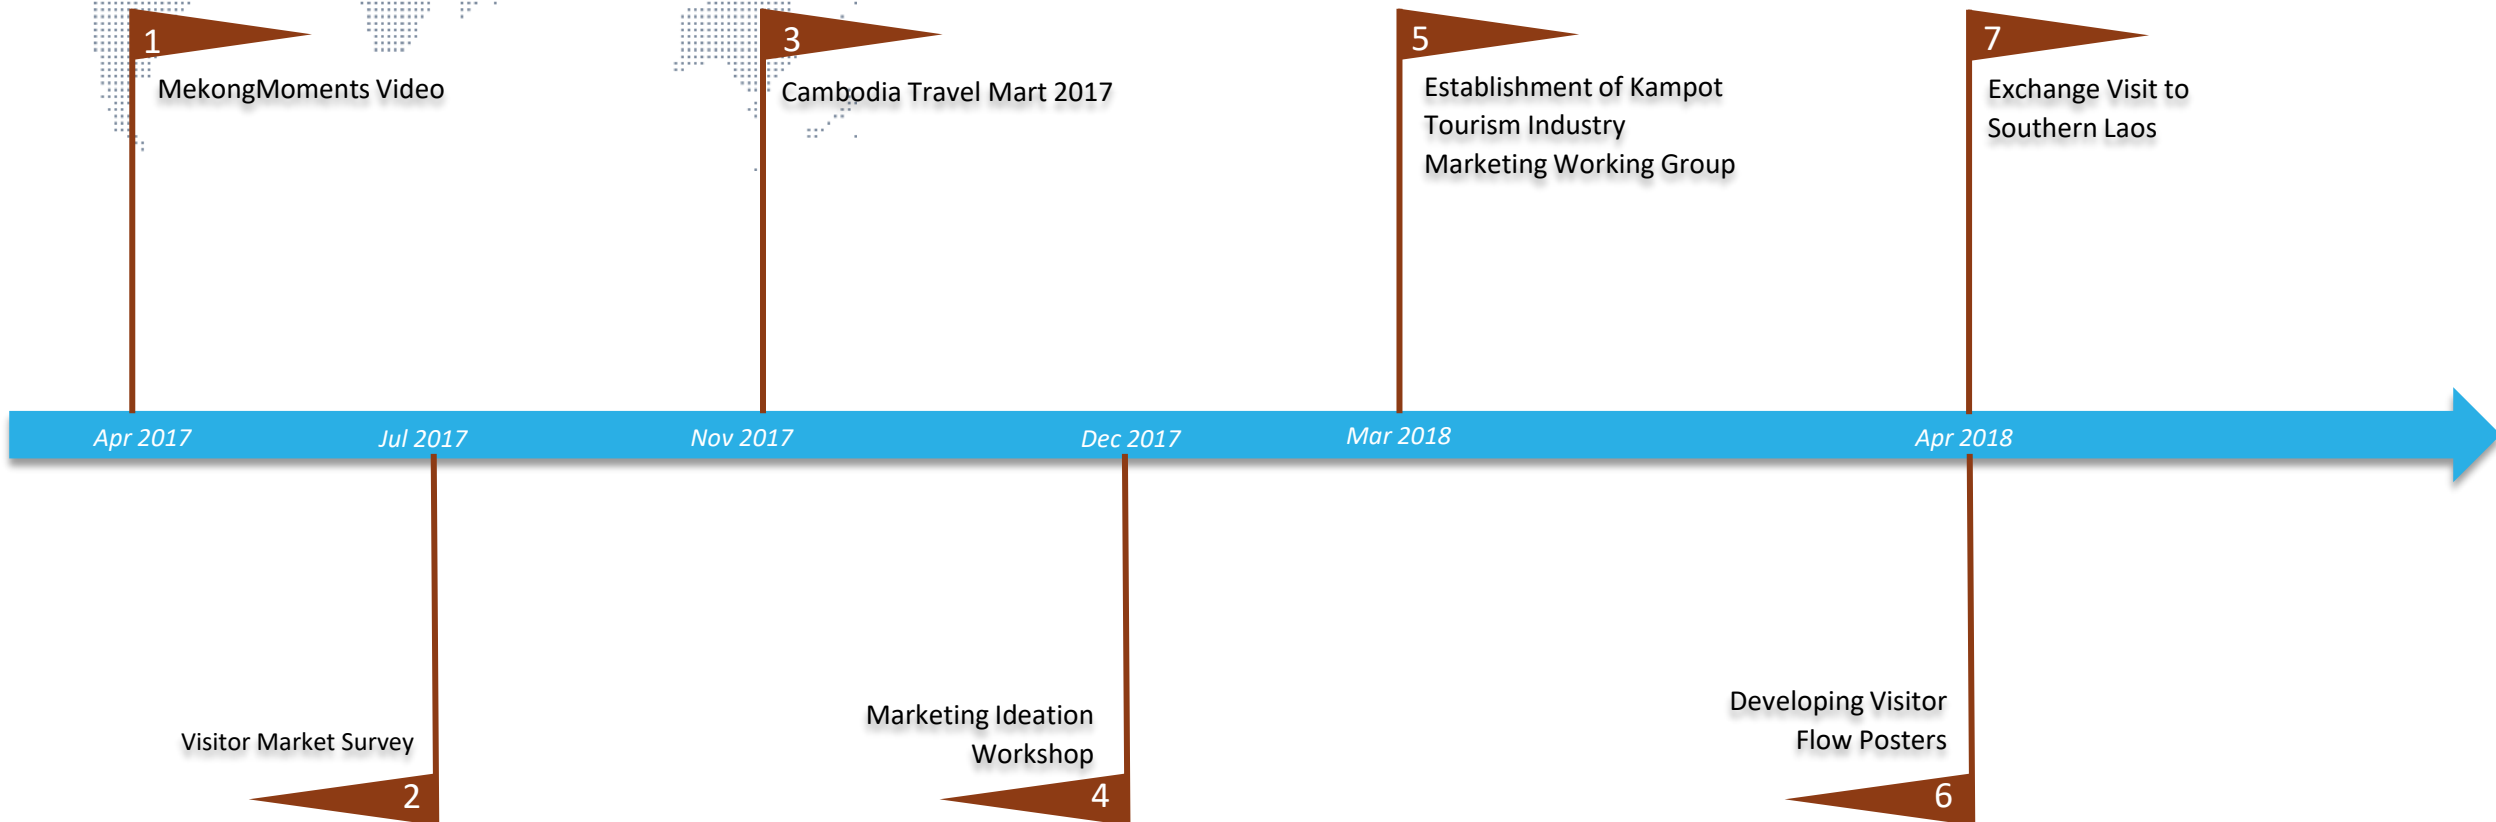 1
MekongMoments Video
3
Cambodia Travel Mart 2017
5
Establishment of Kampot
Tourism Industry
Marketing Working Group
7
Exchange Visit to
Southern Laos
Apr 2017
Jul 2017
Nov 2017
Dec 2017
Mar 2018
Apr 2018
Visitor Market Survey
2
Marketing Ideation
Workshop
4
Developing Visitor
Flow Posters
6